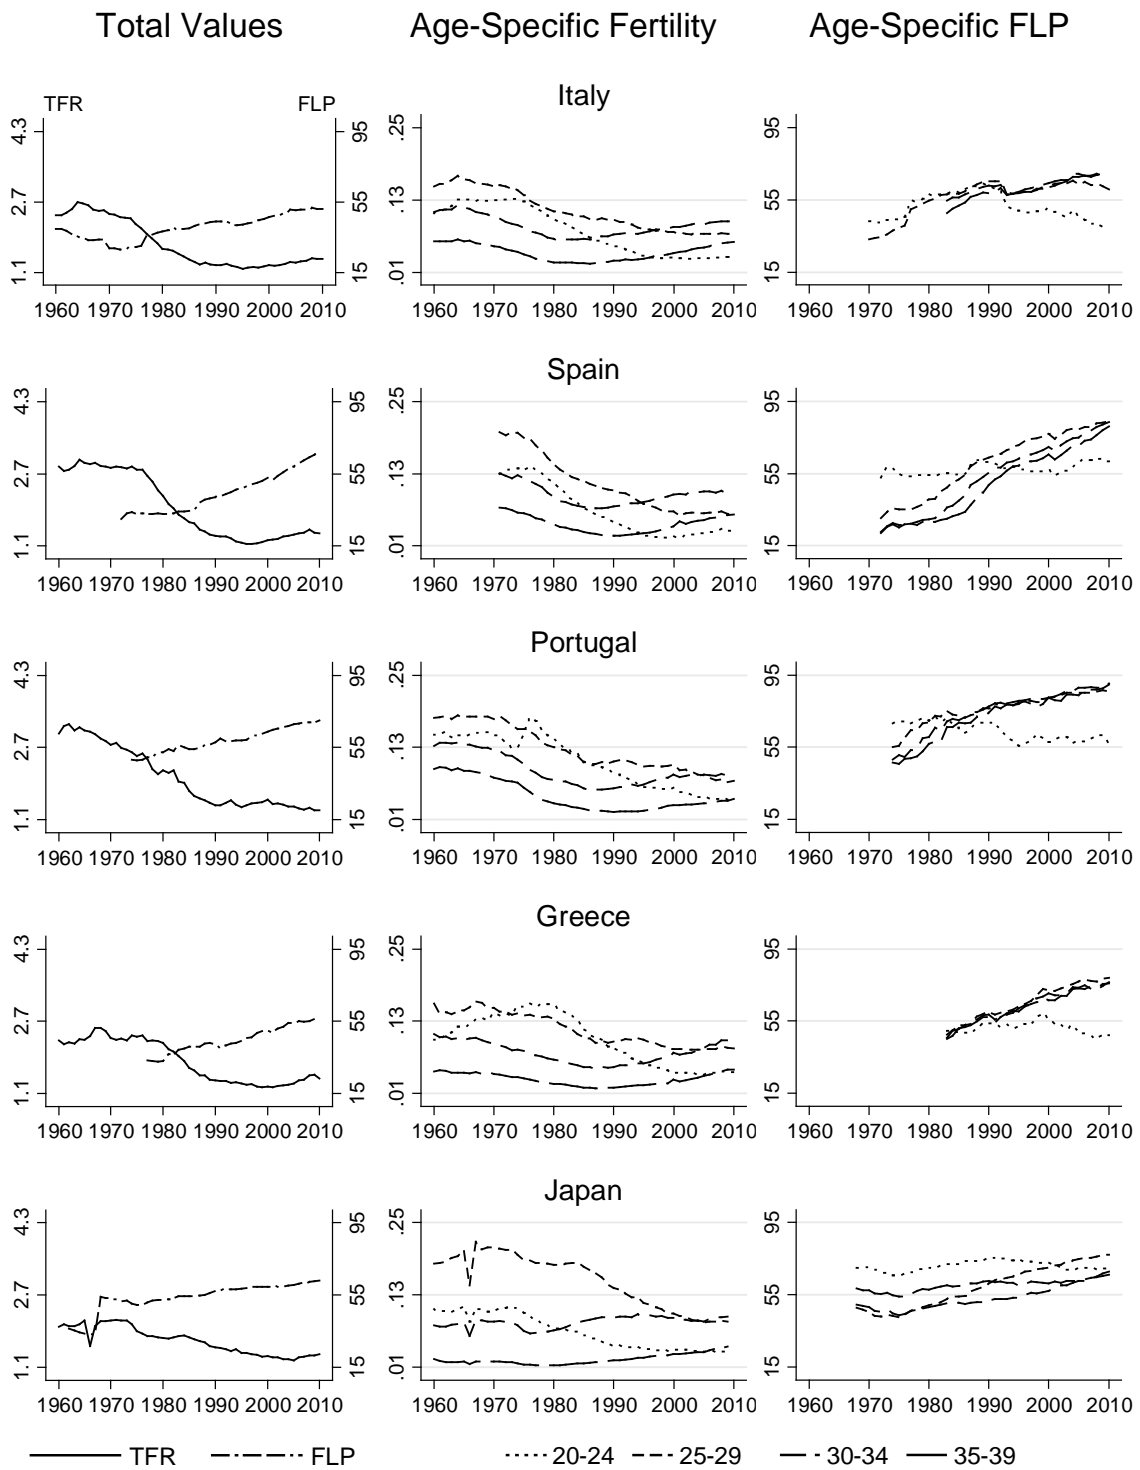 Total Values Age-Specific Fertility Age-Specific FLP
Italy
TFR FLP
4.3 95 .25 95
2.7 55 .13 55
1.1 15 .01 15
1960 1970 1980 1990 2000 2010 1960 1970 1980 1990 2000 2010 1960 1970 1980 1990 2000 2010
Spain
4.3 95 .25 95
2.7 55 .13 55
1.1 15 .01 15
1960 1970 1980 1990 2000 2010 1960 1970 1980 1990 2000 2010 1960 1970 1980 1990 2000 2010
Portugal
4.3 95 .25 95
2.7 55 .13 55
1.1 15 .01 15
1960 1970 1980 1990 2000 2010 1960 1970 1980 1990 2000 2010 1960 1970 1980 1990 2000 2010
Greece
4.3 95 .25 95
2.7 55 .13 55
1.1 15 .01 15
1960 1970 1980 1990 2000 2010 1960 1970 1980 1990 2000 2010 1960 1970 1980 1990 2000 2010
Japan
4.3 95 .25 95
2.7 55 .13 55
1.1 15 .01 15
1960 1970 1980 1990 2000 2010 1960 1970 1980 1990 2000 2010 1960 1970 1980 1990 2000 2010
TFR FLP 20-24 25-29 30-34 35-39